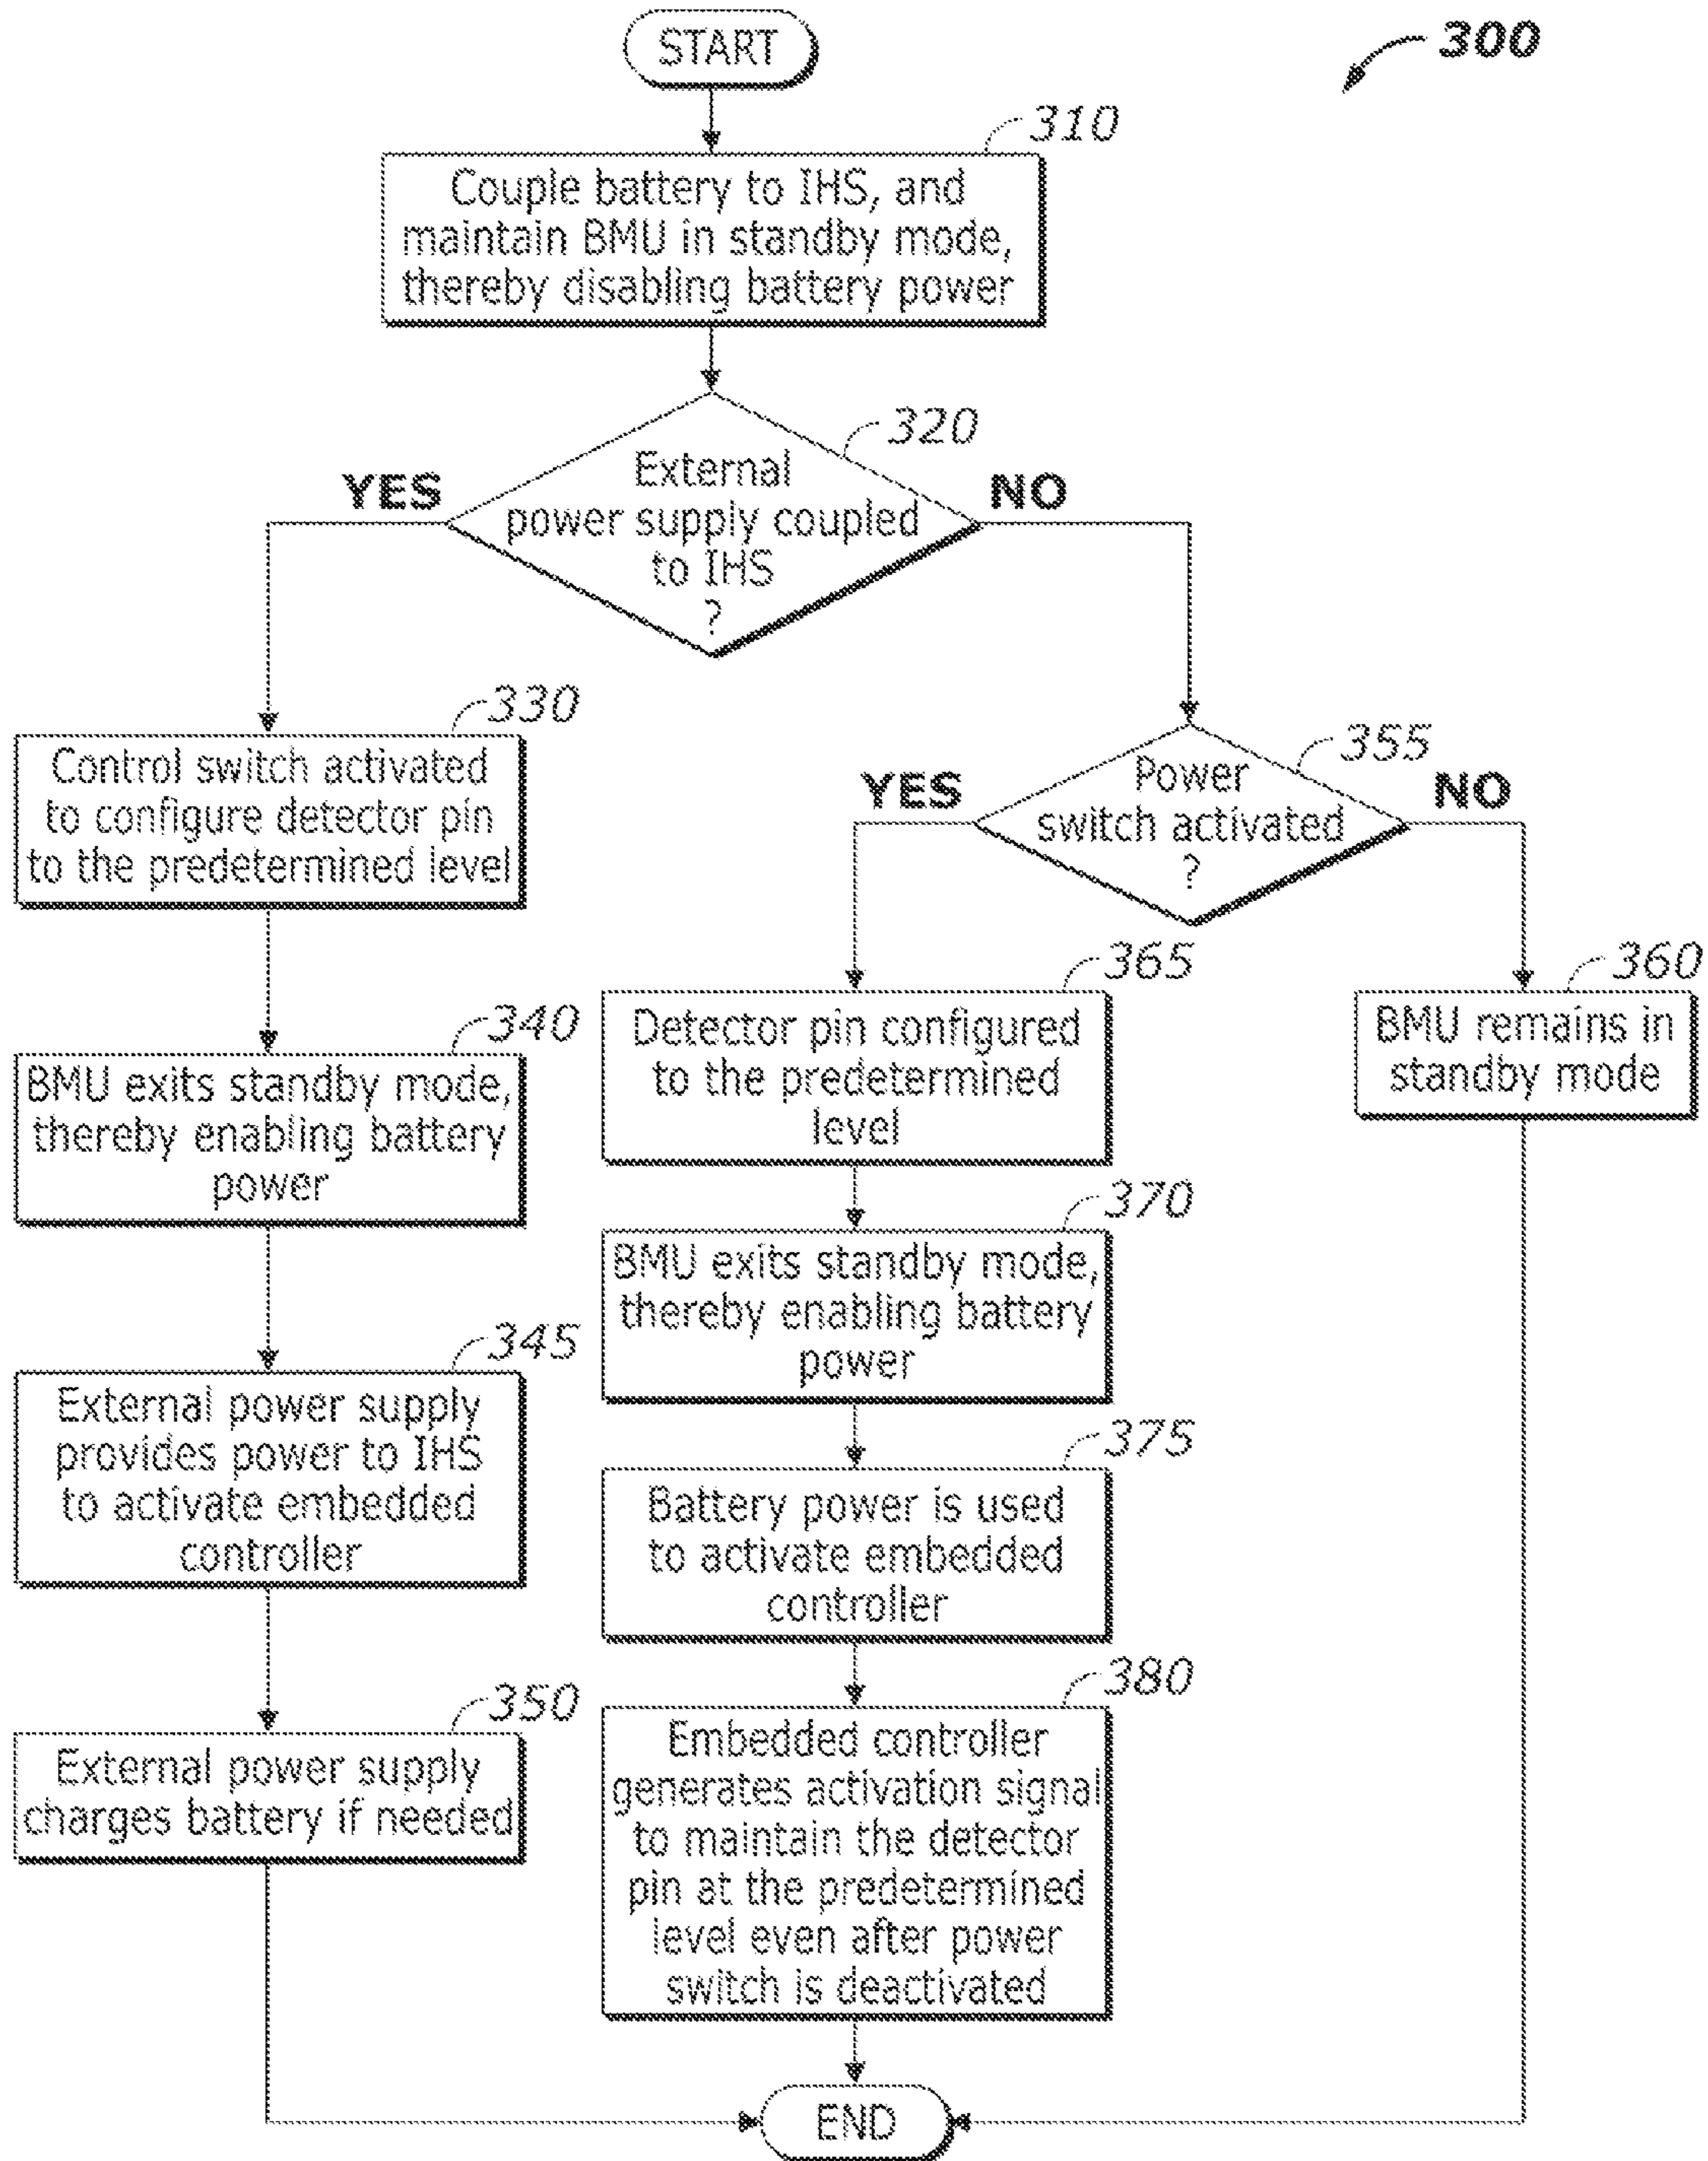 START
300
310
Couple battery to IHS, and
maintain BMU in standby mode,
thereby disabling battery power
320
External
power supply coupled
to IHS
?
YES
NO
330
Control switch activated
to configure detector pin
to the predetermined level
340
BMU exits standby mode,
thereby enabling battery
power
345
External power supply
provides power to IHS
to activate embedded
controller
350
External power supply
charges battery if needed
355
Power
switch activated
?
YES
NO
365
Detector pin configured
to the predetermined
level
370
BMU exits standby mode,
thereby enabling battery
power
375
Battery power is used
to activate embedded
controller
380
Embedded controller
generates activation signal
to maintain the detector
pin at the predetermined
level even after power
switch is deactivated
360
BMU remains in
standby mode
END